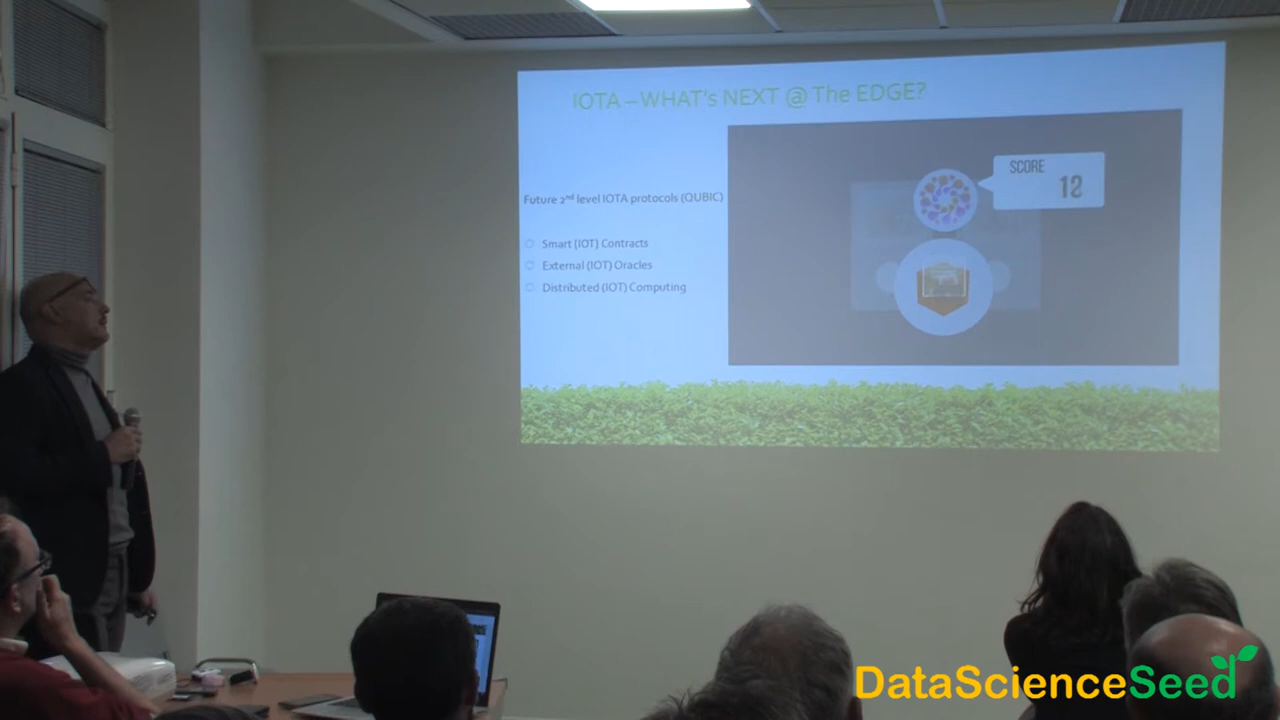 IOTA – WHAT's NEXT @ The EDGE?
Future 2nd level IOTA protocols (QUBIC)
Smart (IOT) Contracts
External (IOT) Oracles
Distributed (IOT) Computing
SCORE
12
DataScienceSeed